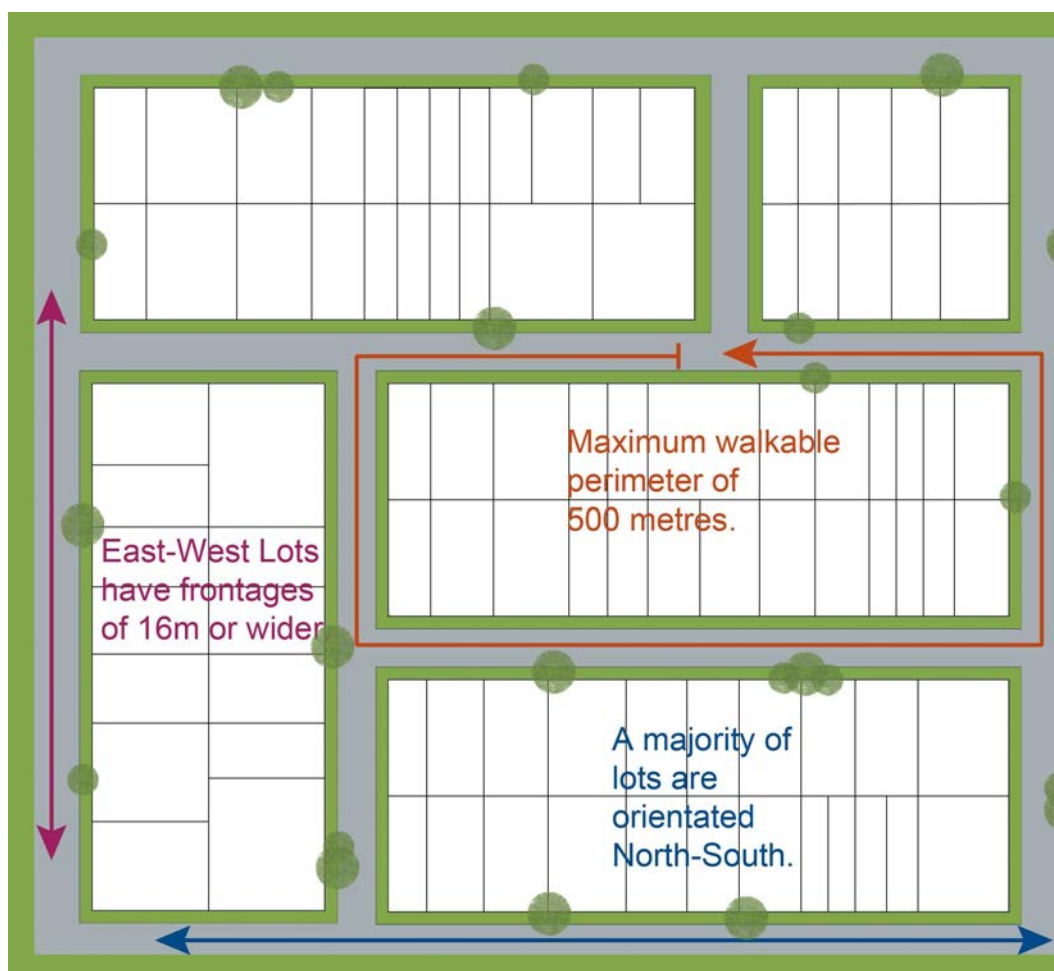 Maximum walkable
perimeter of
500 metres.
East-West Lots
have frontages
of 16m or wider
A majority of
lots are
orientated
North-South.